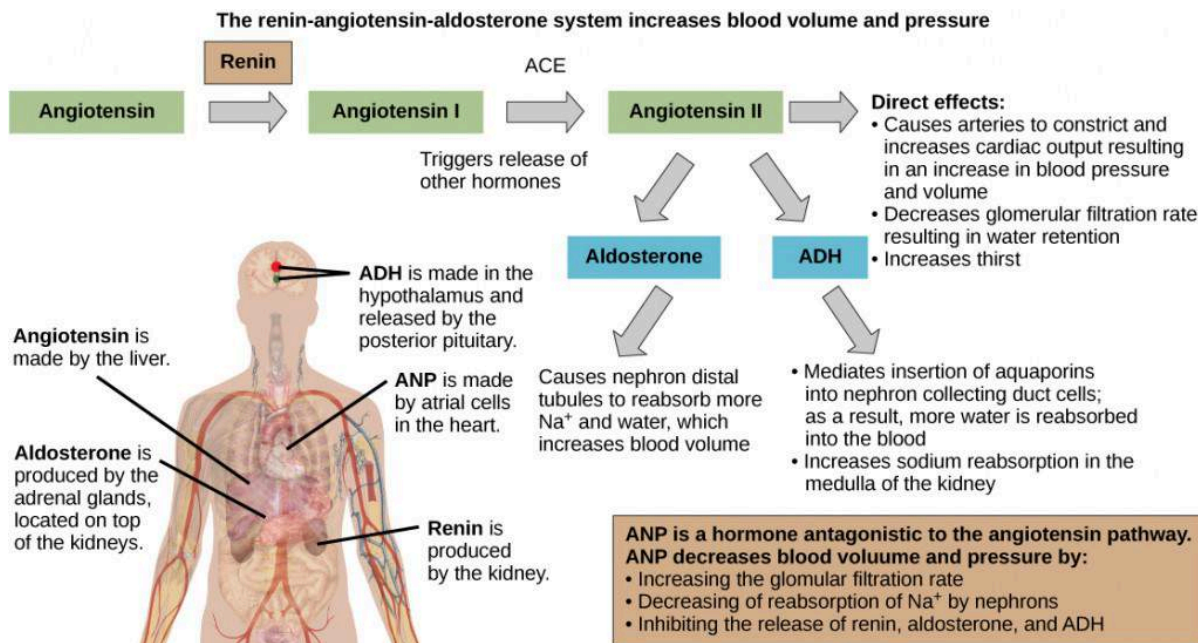 The renin-angiotensin-aldosterone system increases blood volume and pressure
Renin
ACE
Angiotensin
Angiotensin I
Angiotensin II
Triggers release of
other hormones
Direct effects:
• Causes arteries to constrict and
increases cardiac output resulting
in an increase in blood pressure
and volume
• Decreases glomerular filtration rate
resulting in water retention
• Increases thirst
Aldosterone
ADH
Causes nephron distal
tubules to reabsorb more
Na⁺ and water, which
increases blood volume
• Mediates insertion of aquaporins
into nephron collecting duct cells;
as a result, more water is reabsorbed
into the blood
• Increases sodium reabsorption in the
medulla of the kidney
ADH is made in the
hypothalamus and
released by the
posterior pituitary.
Angiotensin is
made by the liver.
ANP is made
by atrial cells
in the heart.
Aldosterone is
produced by the
adrenal glands,
located on top
of the kidneys.
Renin is
produced
by the kidney.
ANP is a hormone antagonistic to the angiotensin pathway.
ANP decreases blood voluume and pressure by:
• Increasing the glomular filtration rate
• Decreasing of reabsorption of Na⁺ by nephrons
• Inhibiting the release of renin, aldosterone, and ADH